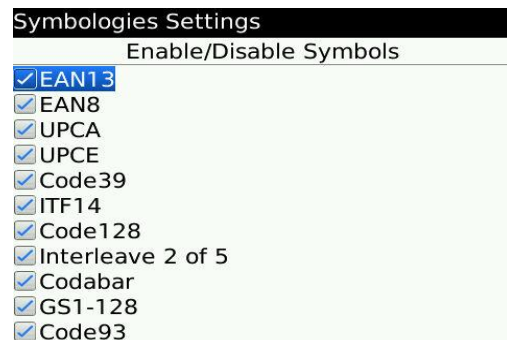 Symbologies Settings
Enable/Disable Symbols
EAN13
EAN8
UPCA
UPCE
Code39
ITF14
Code128
Interleave 2 of 5
Codabar
GS1-128
Code93